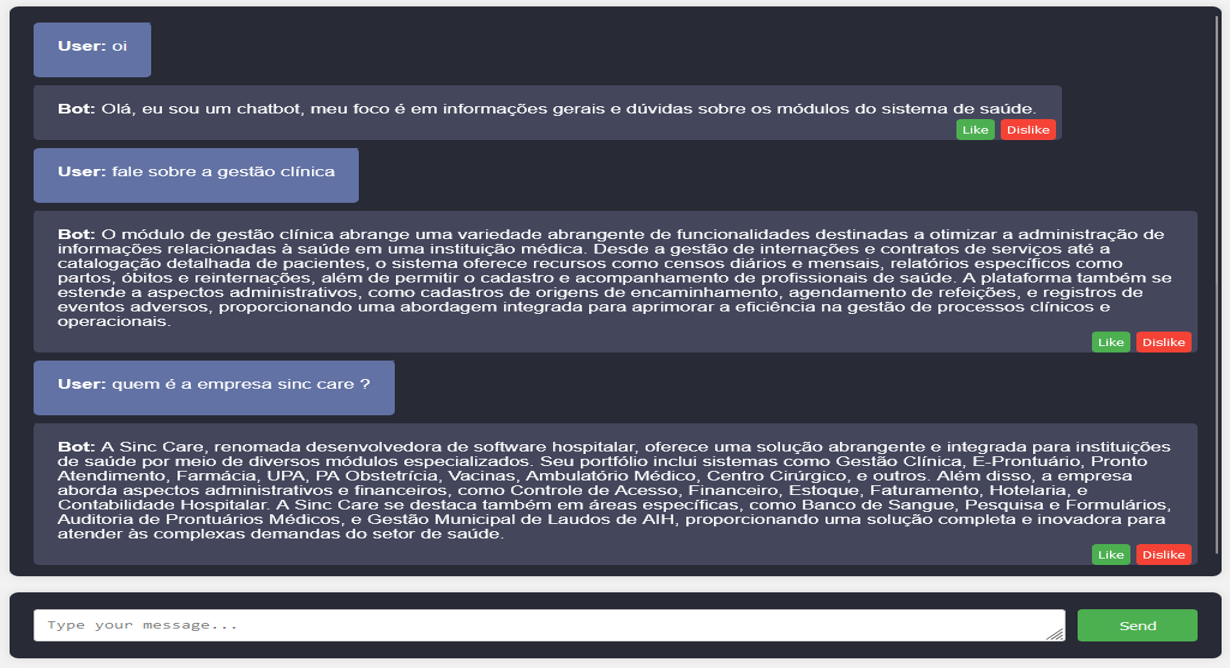 User: oi
Bot: Olá, eu sou um chatbot, meu foco é em informações gerais e dúvidas sobre os módulos do sistema de saúde.
Like Dislike
User: fale sobre a gestão clínica
Bot: O módulo de gestão clínica abrange uma variedade abrangente de funcionalidades destinadas a otimizar a administração de
informações relacionadas à saúde em uma instituição médica. Desde a gestão de internações e contratos de serviços até a
catalogação detalhada de pacientes, o sistema oferece recursos como censos diários e mensais, relatórios específicos como
partos, óbitos e reinternações, além de permitir o cadastro e acompanhamento de profissionais de saúde. A plataforma também se
estende a aspectos administrativos, como cadastros de origens de encaminhamento, agendamento de refeições, e registros de
eventos adversos, proporcionando uma abordagem integrada para aprimorar a eficiência na gestão de processos clínicos e
operacionais.
Like Dislike
User: quem é a empresa sinc care ?
Bot: A Sinc Care, renomada desenvolvedora de software hospitalar, oferece uma solução abrangente e integrada para instituições
de saúde por meio de diversos módulos especializados. Seu portfólio inclui sistemas como Gestão Clínica, E-Prontuário, Pronto
Atendimento, Farmácia, UPA, PA Obstetrícia, Vacinas, Ambulatório Médico, Centro Cirúrgico, e outros. Além disso, a empresa
aborda aspectos administrativos e financeiros, como Controle de Acesso, Financeiro, Estoque, Faturamento, Hotelaria, e
Contabilidade Hospitalar. A Sinc Care se destaca também em áreas específicas, como Banco de Sangue, Pesquisa e Formulários,
Auditoria de Prontuários Médicos, e Gestão Municipal de Laudos de AIH, proporcionando uma solução completa e inovadora para
atender às complexas demandas do setor de saúde.
Like Dislike
Type your message... Send